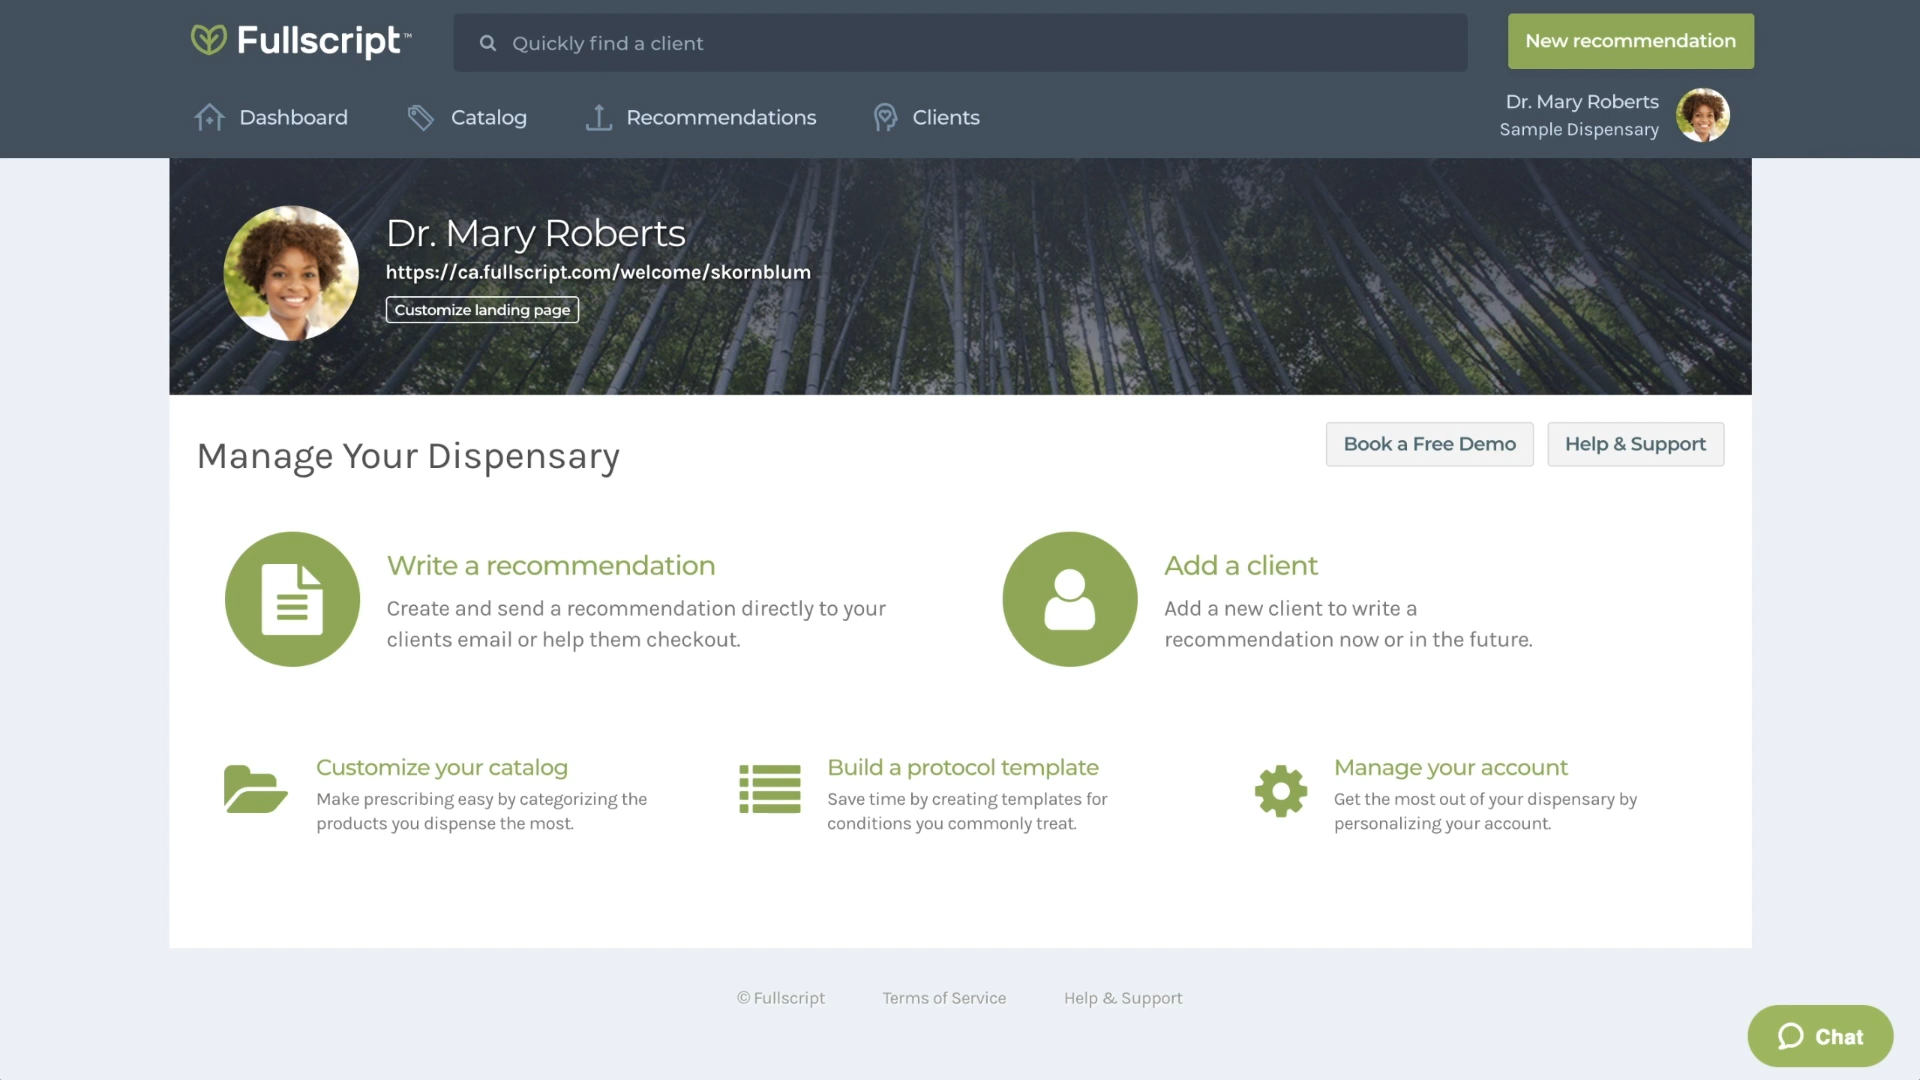 Fullscript™
Quickly find a client
New recommendation
Dashboard
Catalog
Recommendations
Clients
Dr. Mary Roberts
Sample Dispensary
Dr. Mary Roberts
https://ca.fullscript.com/welcome/skornblum
Customize landing page
Manage Your Dispensary
Book a Free Demo
Help & Support
Write a recommendation
Create and send a recommendation directly to your
clients email or help them checkout.
Add a client
Add a new client to write a
recommendation now or in the future.
Customize your catalog
Make prescribing easy by categorizing the
products you dispense the most.
Build a protocol template
Save time by creating templates for
conditions you commonly treat.
Manage your account
Get the most out of your dispensary by
personalizing your account.
© Fullscript
Terms of Service
Help & Support
Chat